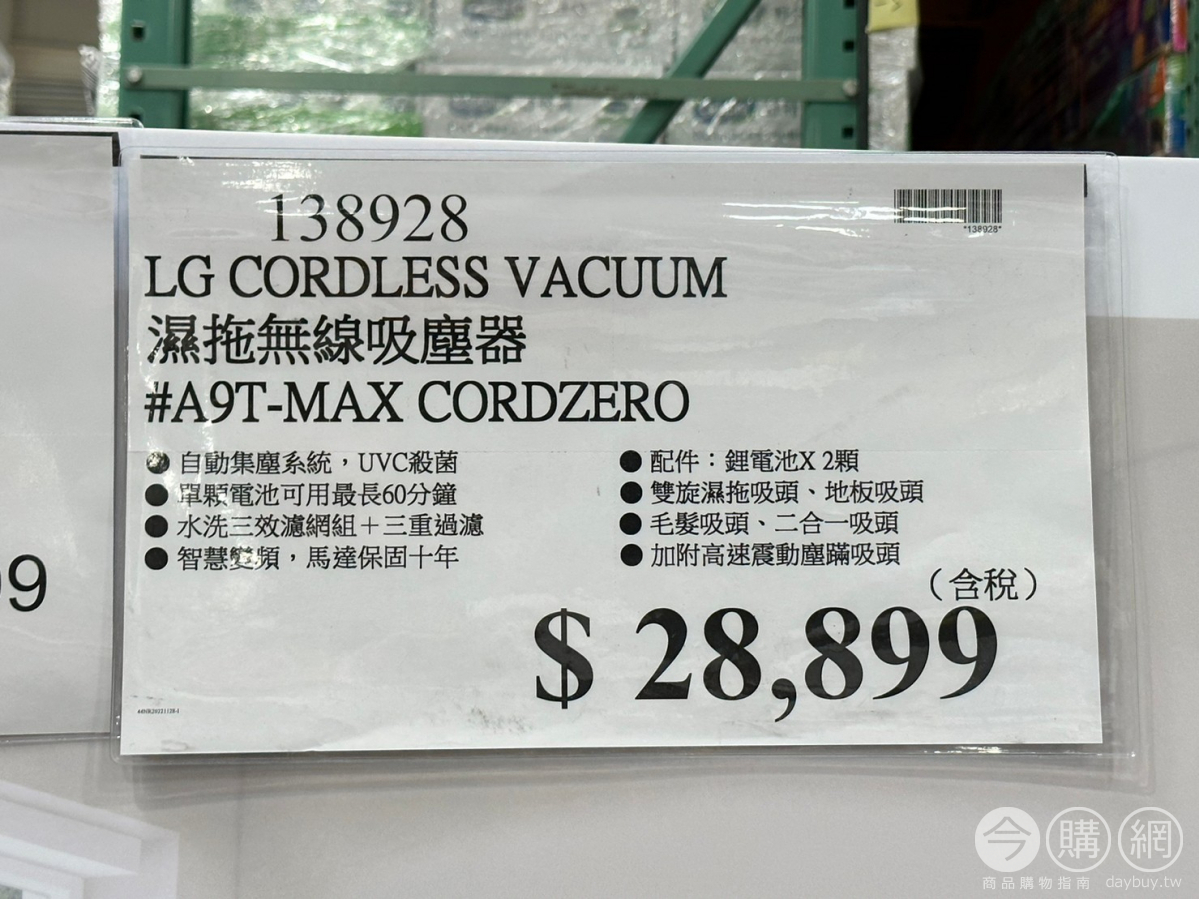 138928
*138928*
LG CORDLESS VACUUM
濕拖無線吸塵器
#A9T-MAX CORDZERO
● 自動集塵系統，UVC殺菌
● 單顆電池可用最長60分鐘
● 水洗三效濾網組＋三重過濾
● 智慧變頻，馬達保固十年
● 配件：鋰電池X 2顆
● 雙旋濕拖吸頭、地板吸頭
● 毛髮吸頭、二合一吸頭
● 加附高速震動塵蹣吸頭
（含稅）
$ 28,899
99
今購網
商品購物指南 daybuy.tw